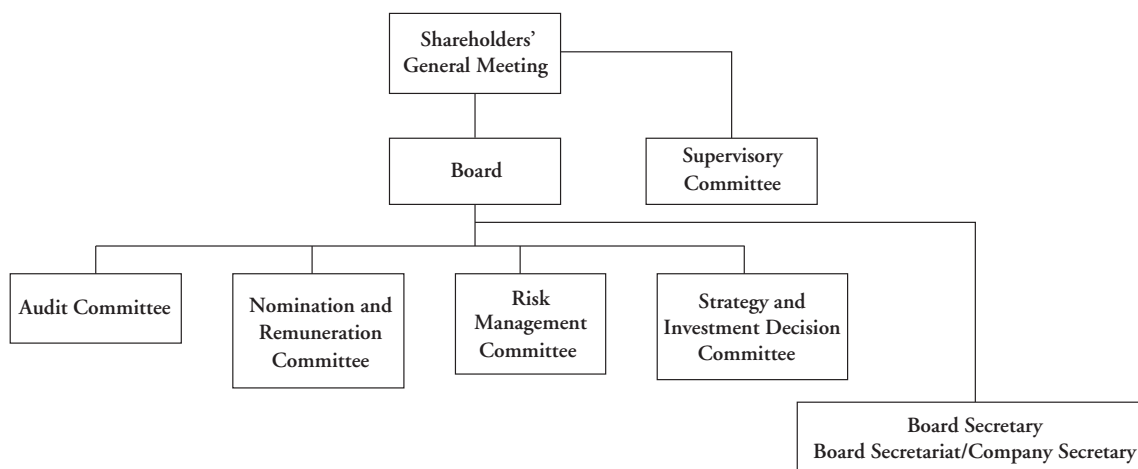 Shareholders’
General Meeting
Board
Supervisory
Committee
Audit Committee
Nomination and
Remuneration
Committee
Risk
Management
Committee
Strategy and
Investment Decision
Committee
Board Secretary
Board Secretariat/Company Secretary